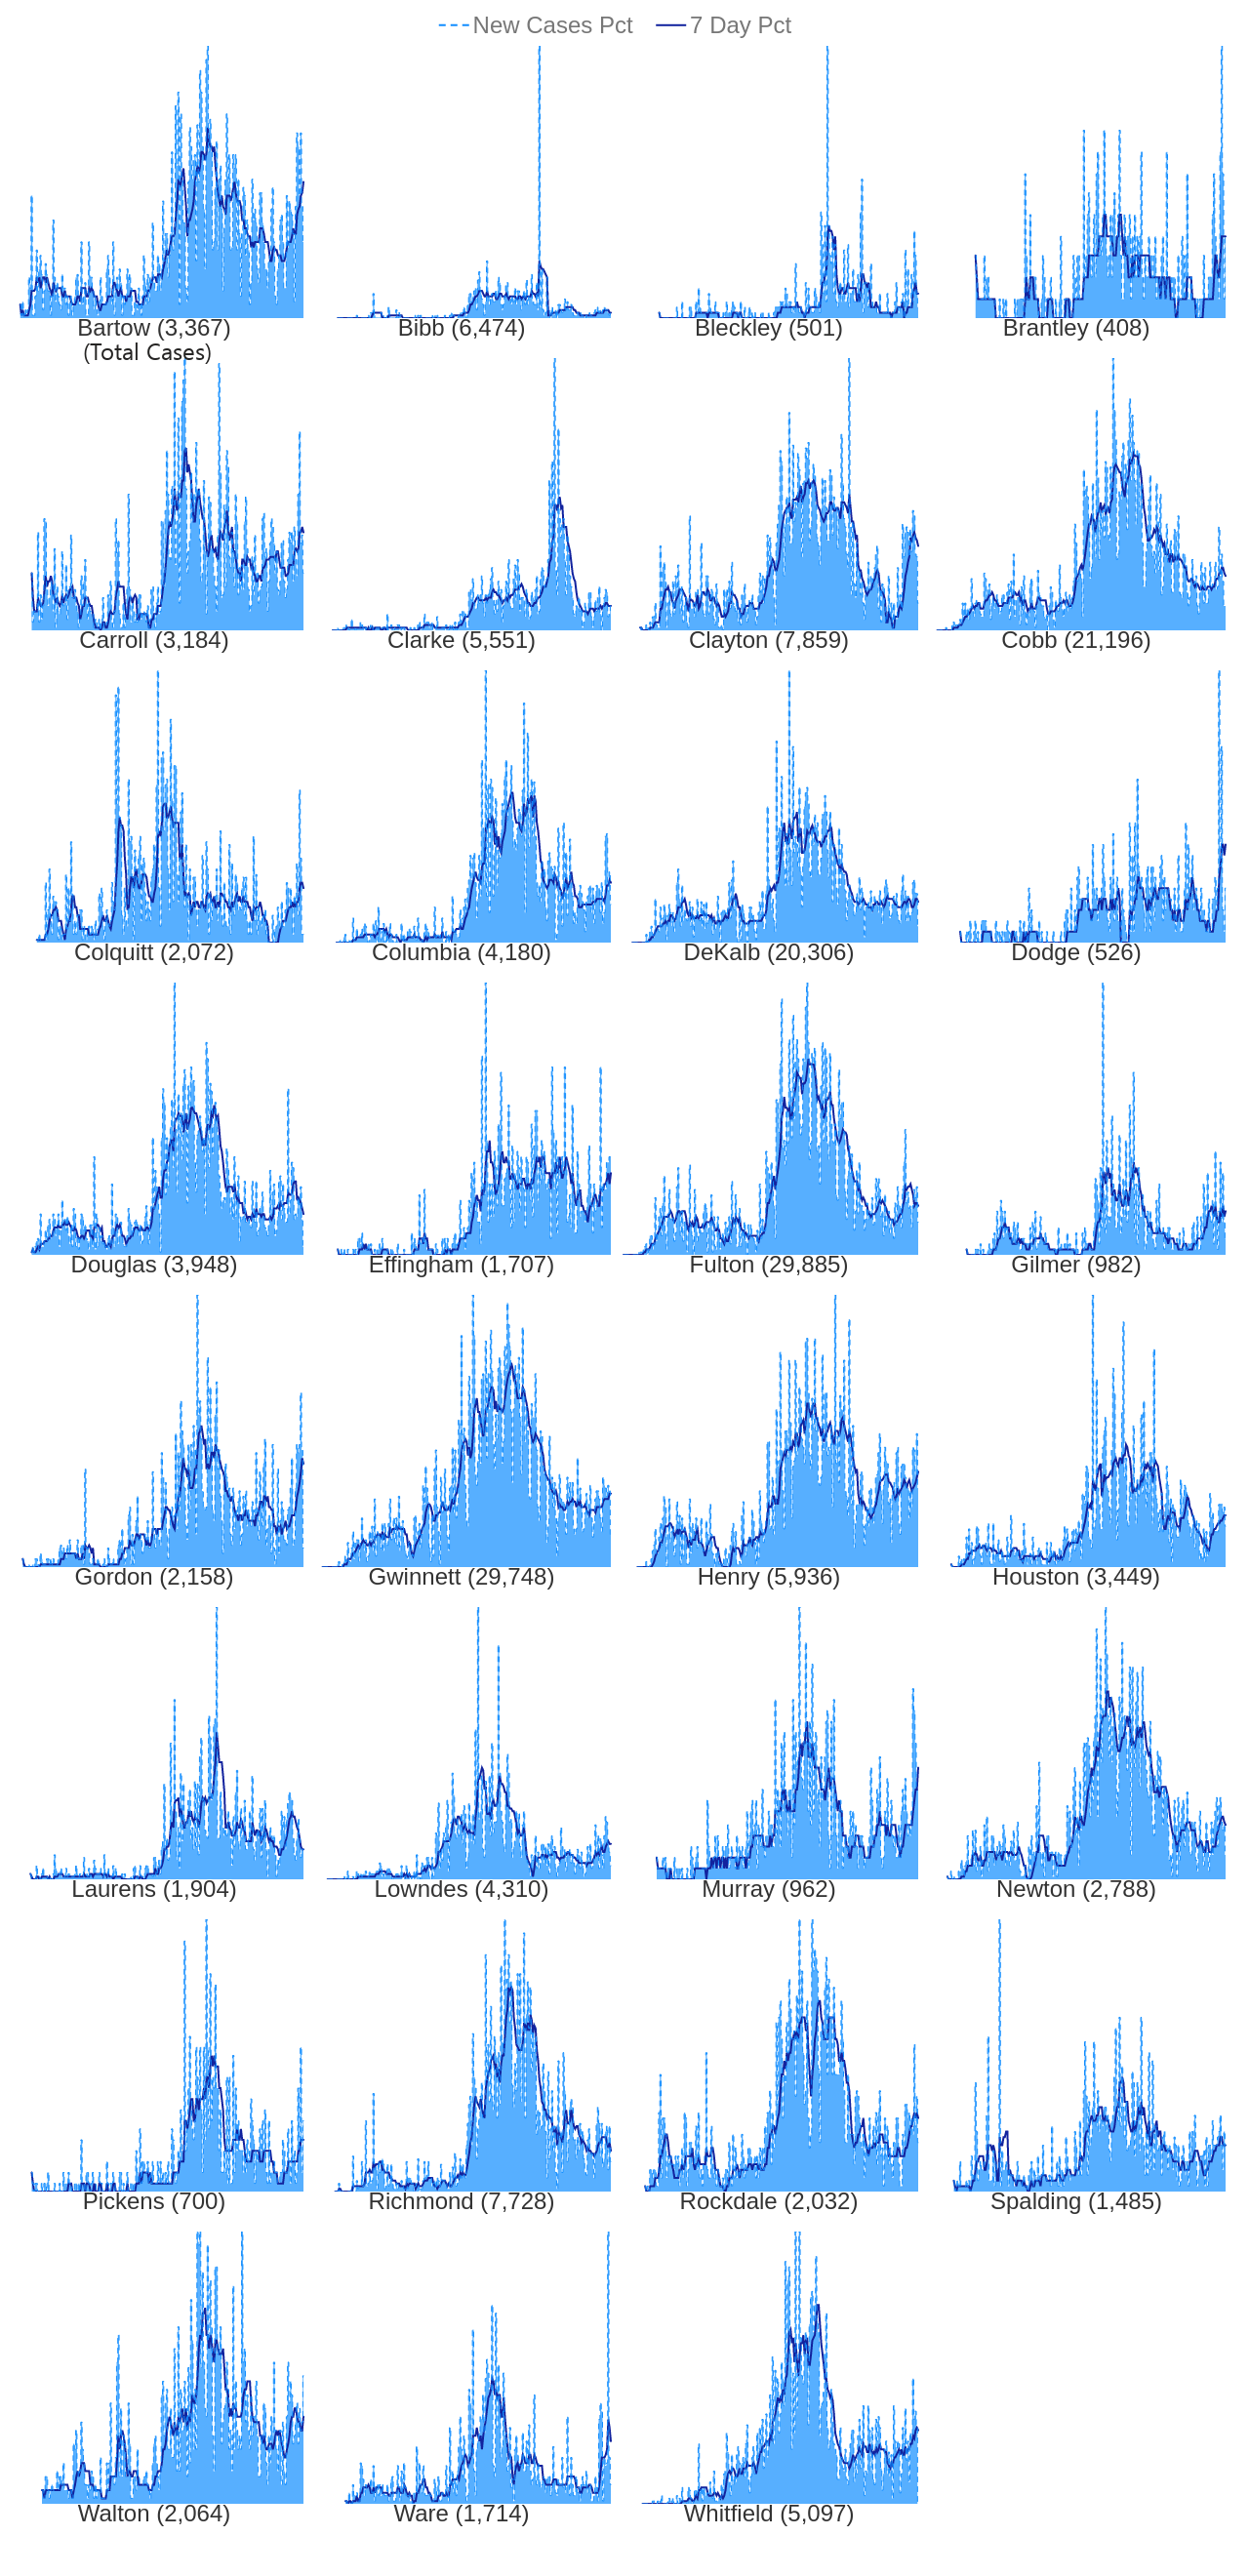 New Cases Pct 7 Day Pct
Bartow (3,367) Bibb (6,474) Bleckley (501) Brantley (408)
(Total Cases)
Carroll (3,184) Clarke (5,551) Clayton (7,859) Cobb (21,196)
Colquitt (2,072) Columbia (4,180) DeKalb (20,306) Dodge (526)
Douglas (3,948) Effingham (1,707) Fulton (29,885) Gilmer (982)
Gordon (2,158) Gwinnett (29,748) Henry (5,936) Houston (3,449)
Laurens (1,904) Lowndes (4,310) Murray (962) Newton (2,788)
Pickens (700) Richmond (7,728) Rockdale (2,032) Spalding (1,485)
Walton (2,064) Ware (1,714) Whitfield (5,097)